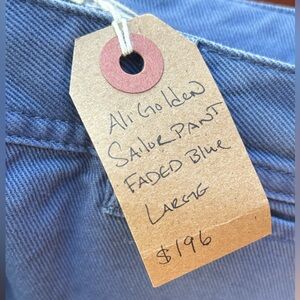 Ali Golden
Sailor Pant
Faded Blue
Large
$196